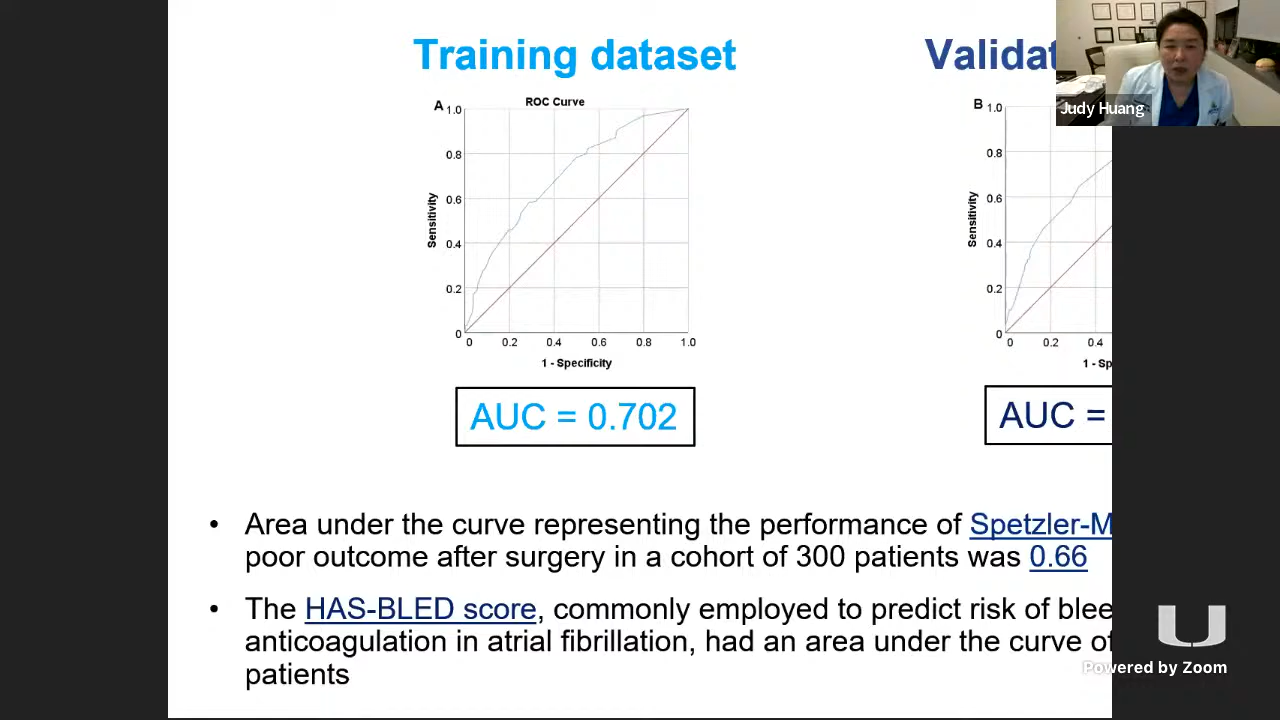 Training dataset
Validat
Judy Huang
A
ROC Curve
1.0
0.8
0.6
0.4
0.2
0
Sensitivity
0 0.2 0.4 0.6 0.8 1.0
1 - Specificity
B
1.0
0.8
0.6
0.4
0.2
0
Sensitivity
0 0.2 0.4
1 - Sp
AUC = 0.702
AUC =
• Area under the curve representing the performance of Spetzler-M
poor outcome after surgery in a cohort of 300 patients was 0.66
• The HAS-BLED score, commonly employed to predict risk of blee
anticoagulation in atrial fibrillation, had an area under the curve of
patients
U
Powered by Zoom